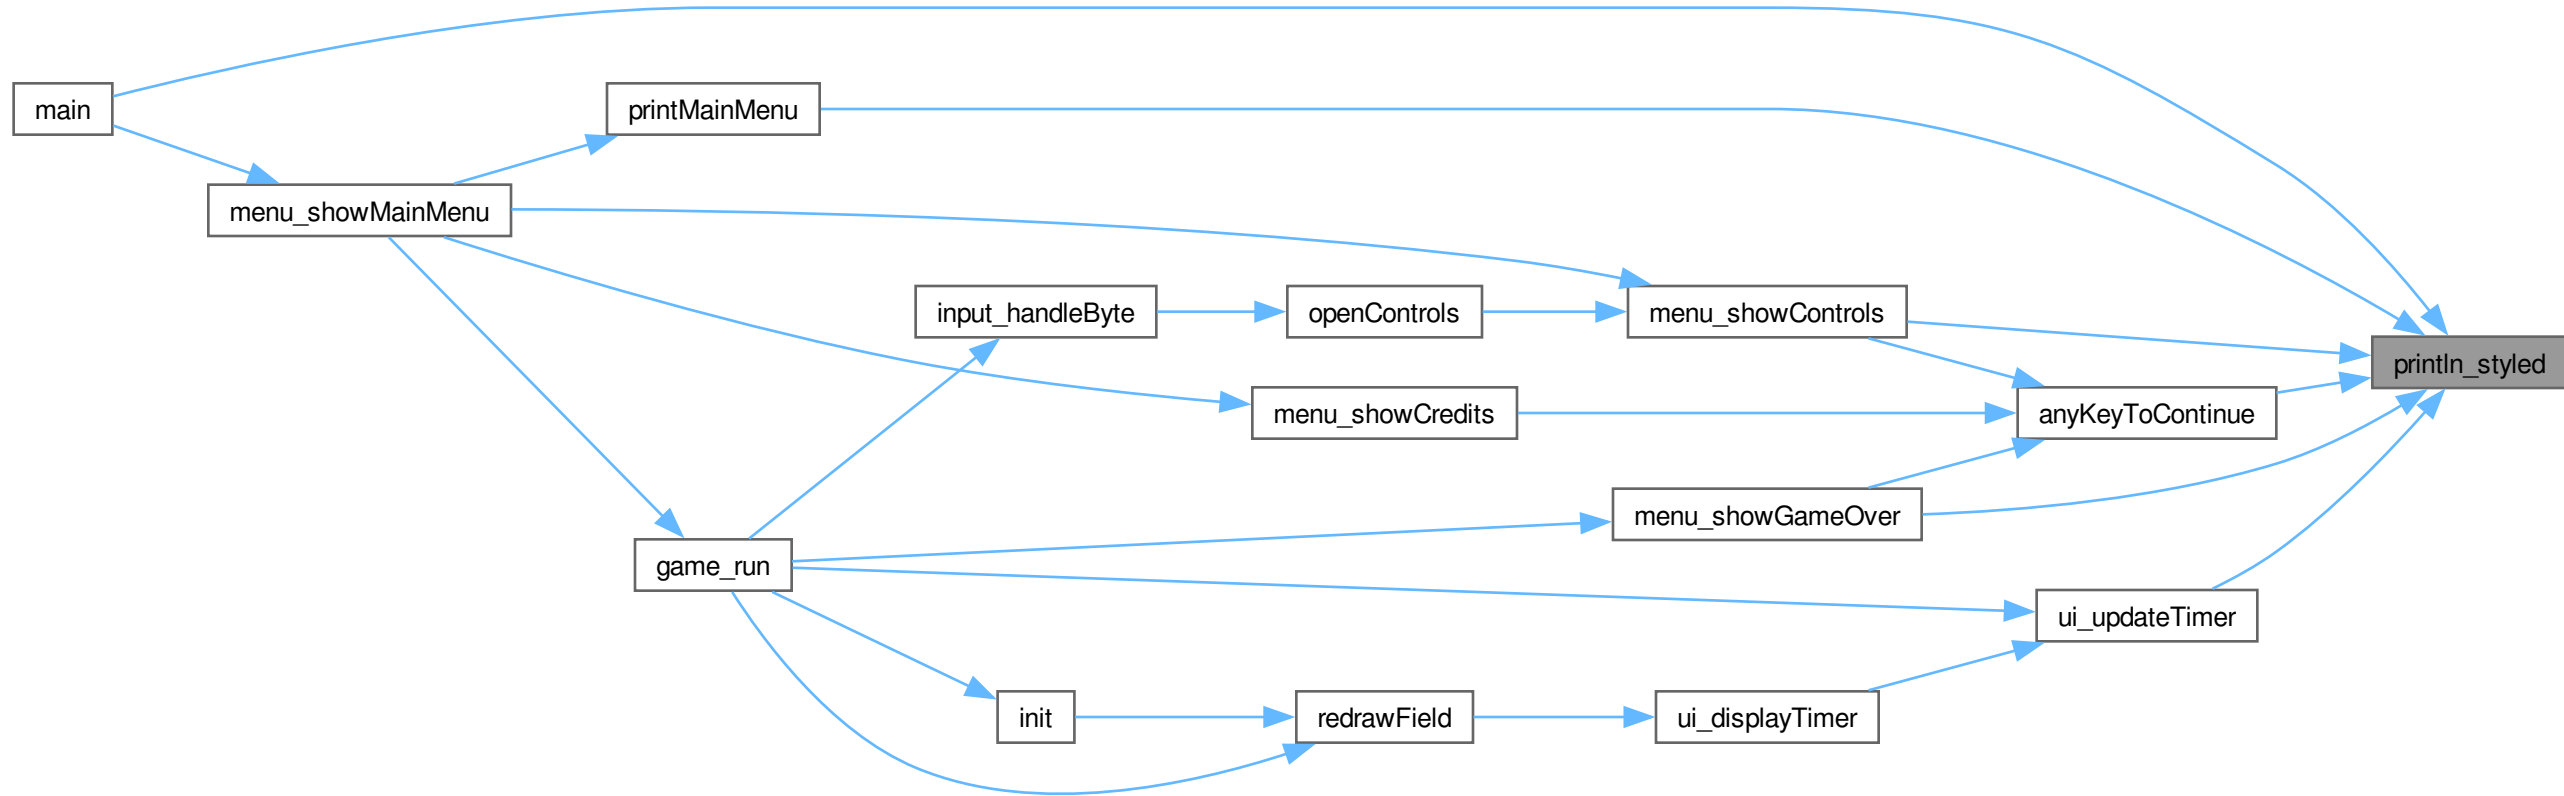 main
printMainMenu
menu_showMainMenu
input_handleByte
openControls
menu_showControls
println_styled
menu_showCredits
anyKeyToContinue
menu_showGameOver
game_run
ui_updateTimer
init
redrawField
ui_displayTimer